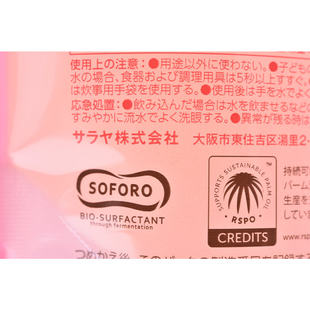 使用上の注意: ●用途以外に使わない。●子ども
水の場合、食器および調理用具は5秒以上すすぐ。
は炊事用手袋を使用する。●使用後は手を水でよく
応急処置: ●飲み込んだ場合は水を飲ませるなどの
すみやかに流水でよく洗眼する。●異常が残る時は
サラヤ株式会社 大阪市東住吉区湯里2-
SOFORO
BIO-SURFACTANT
through fermentation
SUPPORTS SUSTAINABLE PALM OIL
RSPO
CREDITS
持続可
パーム
生産を
してい
www.rsp
つめかえ後